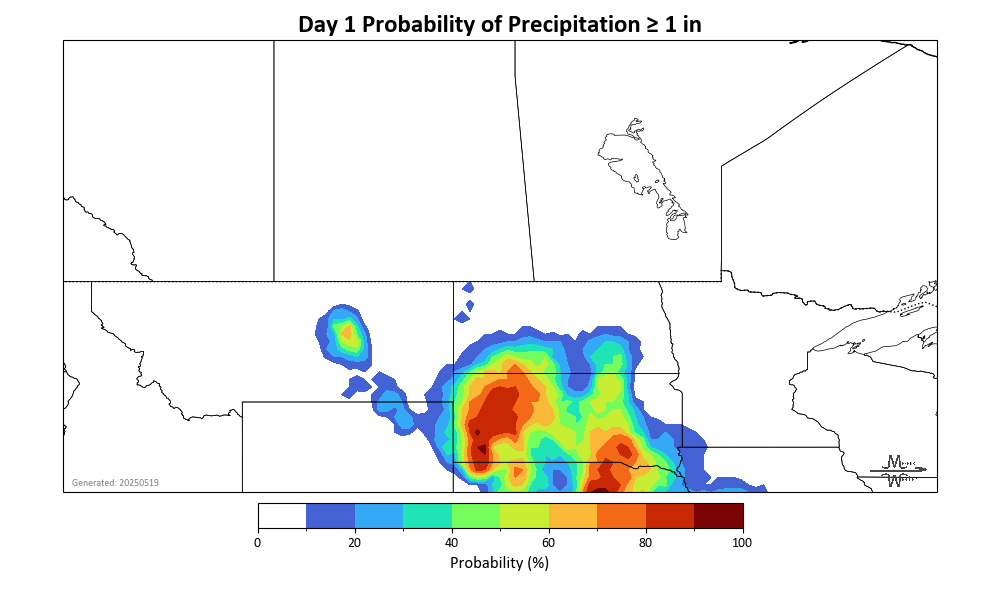 Day 1 Probability of Precipitation ≥ 1 in
Generated: 20250519
0 20 40 60 80 100
Probability (%)